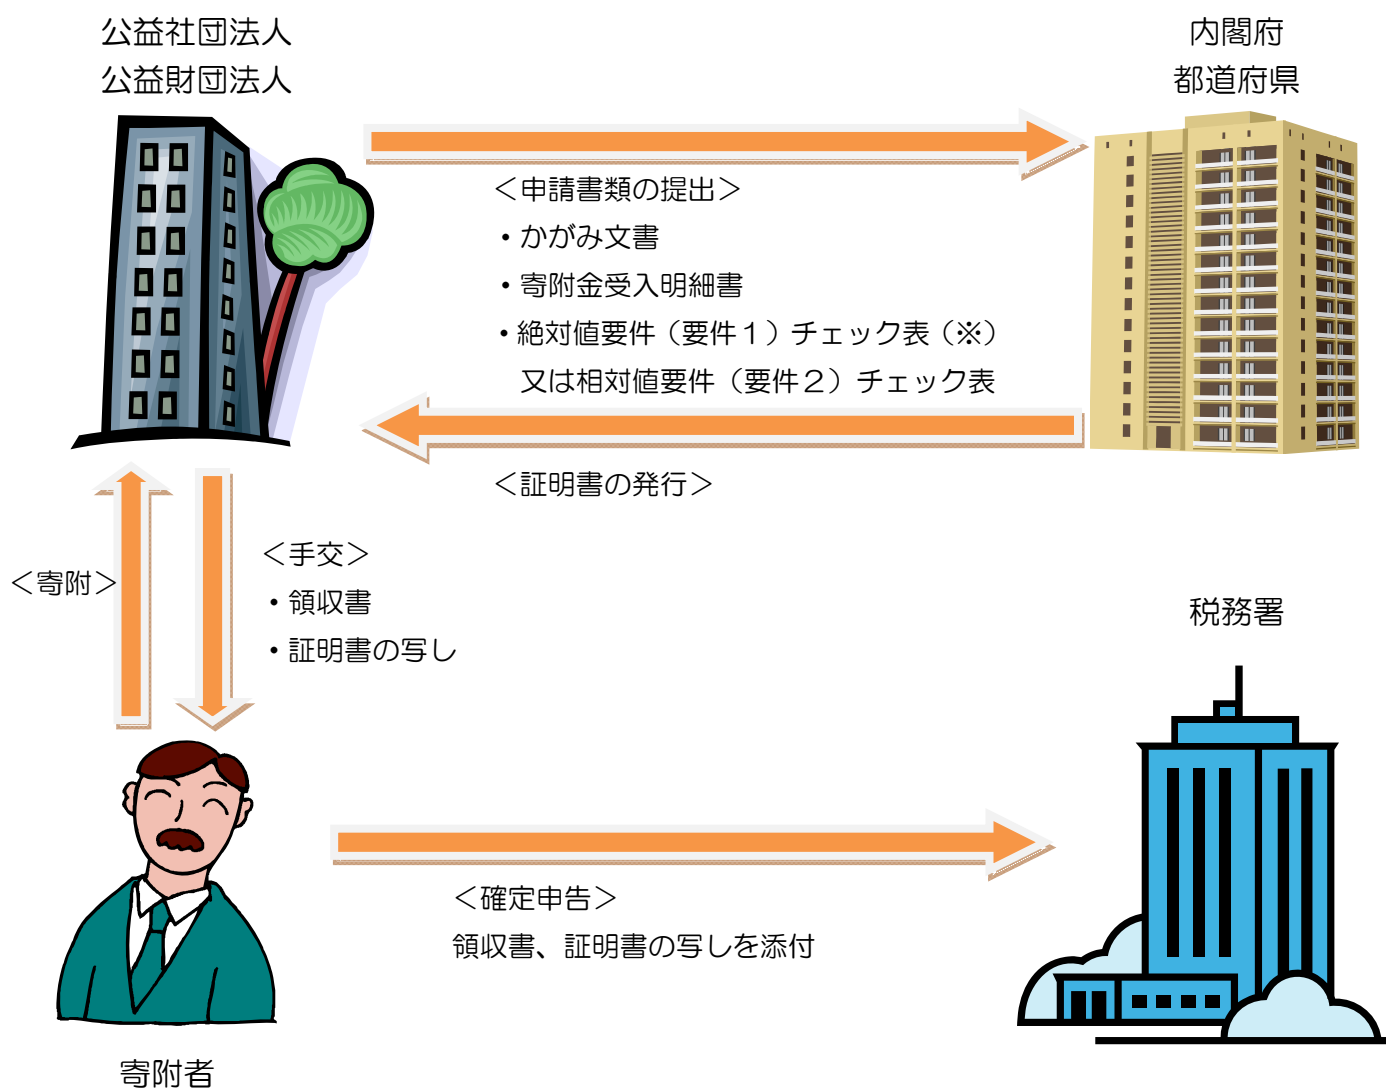 公益社団法人
公益財団法人
内閣府
都道府県
＜申請書類の提出＞
・かがみ文書
・寄附金受入明細書
・絶対値要件（要件１）チェック表（※）
又は相対値要件（要件２）チェック表
＜証明書の発行＞
＜寄附＞
＜手交＞
・領収書
・証明書の写し
税務署
＜確定申告＞
領収書、証明書の写しを添付
寄附者